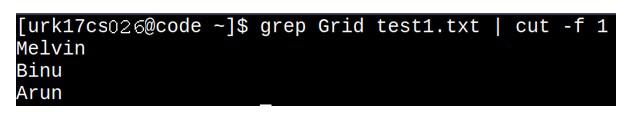 [urk17cs026@code ~]$ grep Grid test1.txt | cut -f 1
Melvin
Binu
Arun